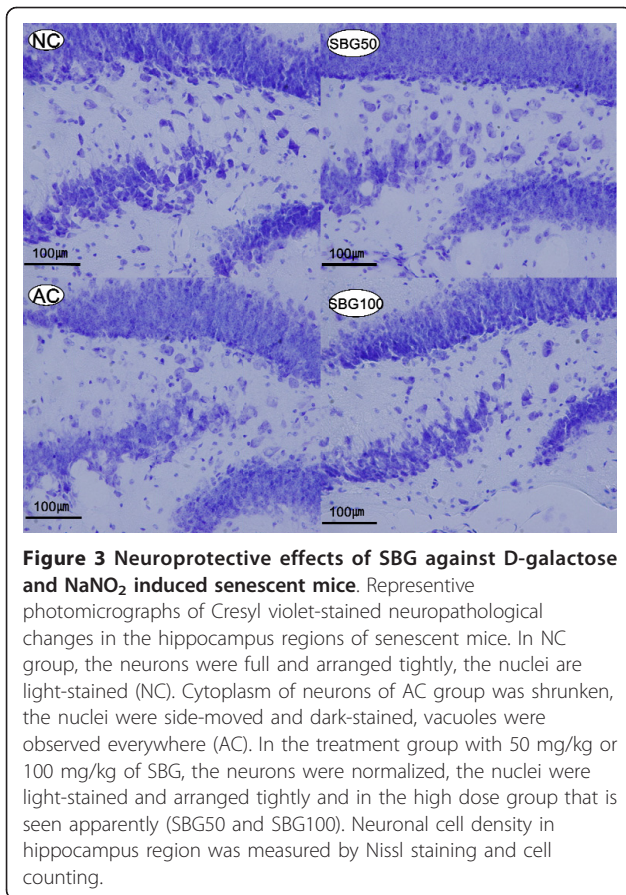 NC
SBG50
100µm
100µm
AC
SBG100
100µm
100µm
Figure 3 Neuroprotective effects of SBG against D-galactose
and NaNO₂ induced senescent mice. Representive
photomicrographs of Cresyl violet-stained neuropathological
changes in the hippocampus regions of senescent mice. In NC
group, the neurons were full and arranged tightly, the nuclei are
light-stained (NC). Cytoplasm of neurons of AC group was shrunken,
the nuclei were side-moved and dark-stained, vacuoles were
observed everywhere (AC). In the treatment group with 50 mg/kg or
100 mg/kg of SBG, the neurons were normalized, the nuclei were
light-stained and arranged tightly and in the high dose group that is
seen apparently (SBG50 and SBG100). Neuronal cell density in
hippocampus region was measured by Nissl staining and cell
counting.